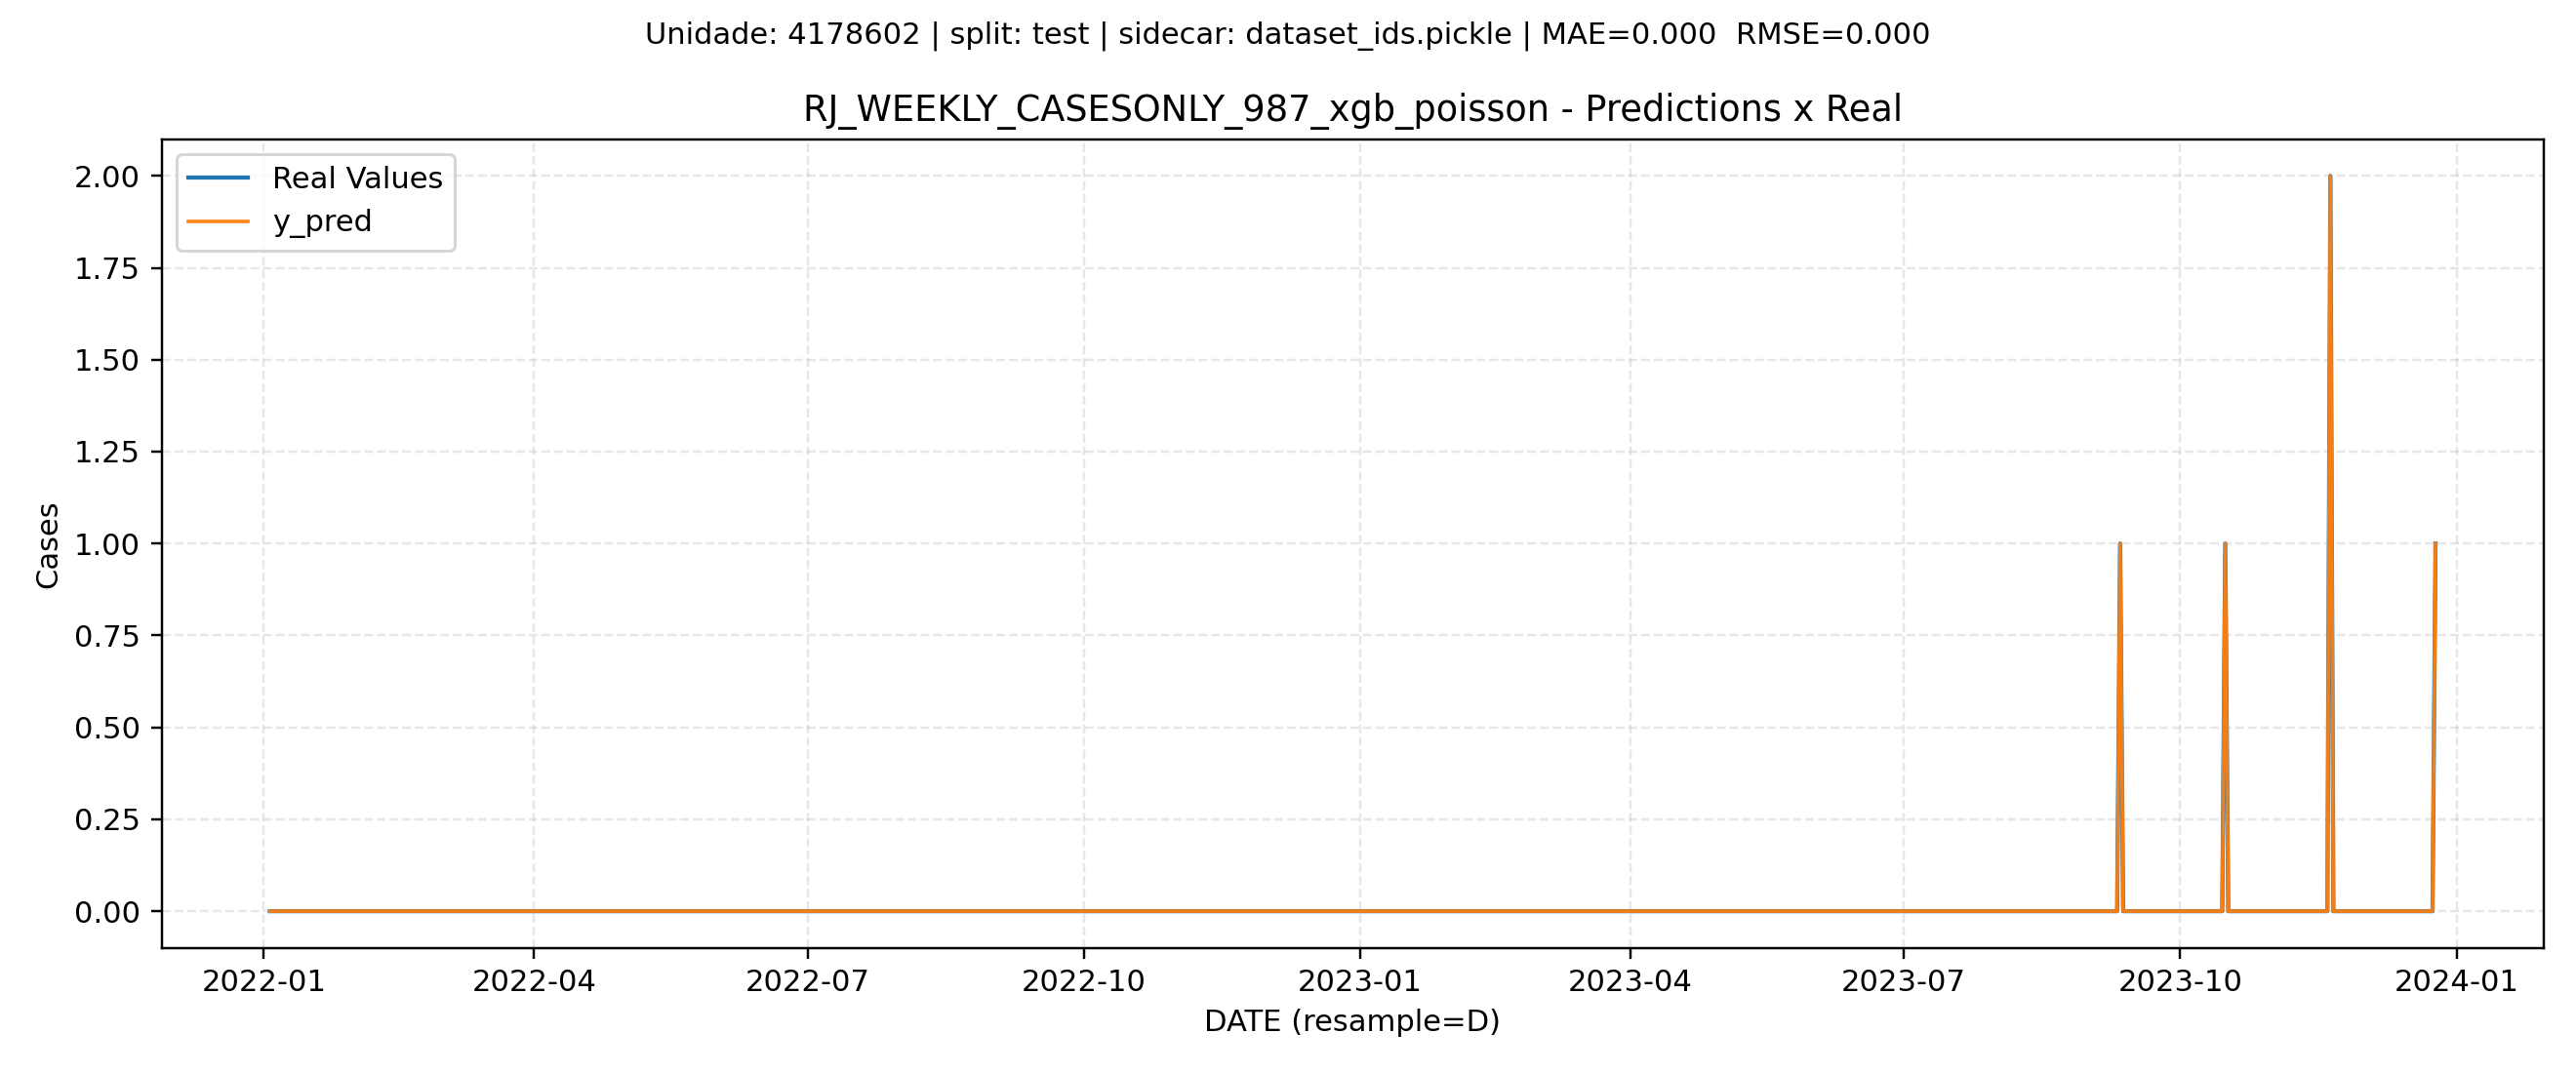 Unidade: 4178602 | split: test | sidecar: dataset_ids.pickle | MAE=0.000  RMSE=0.000
RJ_WEEKLY_CASESONLY_987_xgb_poisson - Predictions x Real
Real Values
y_pred
2.00
1.75
1.50
1.25
1.00
0.75
0.50
0.25
0.00
Cases
2022-01 2022-04 2022-07 2022-10 2023-01 2023-04 2023-07 2023-10 2024-01
DATE (resample=D)